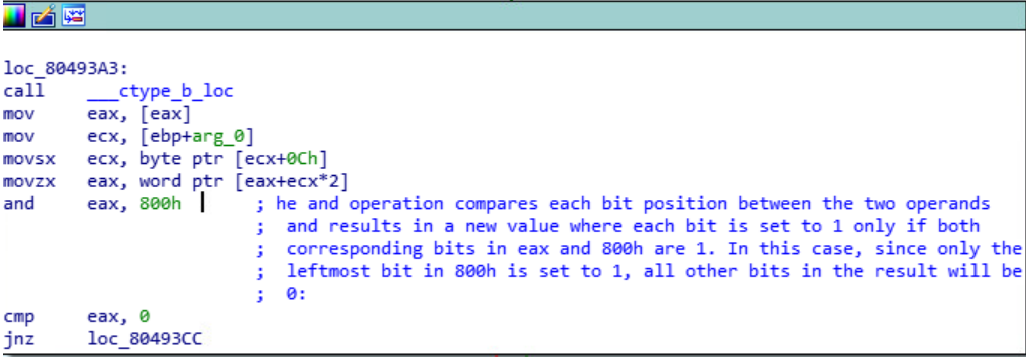 loc_80493A3:
call ___ctype_b_loc
mov eax, [eax]
mov ecx, [ebp+arg_0]
movsx ecx, byte ptr [ecx+0Ch]
movzx eax, word ptr [eax+ecx*2]
and eax, 800h ; he and operation compares each bit position between the two operands
; and results in a new value where each bit is set to 1 only if both
; corresponding bits in eax and 800h are 1. In this case, since only the
; leftmost bit in 800h is set to 1, all other bits in the result will be
; 0:
cmp eax, 0
jnz loc_80493CC